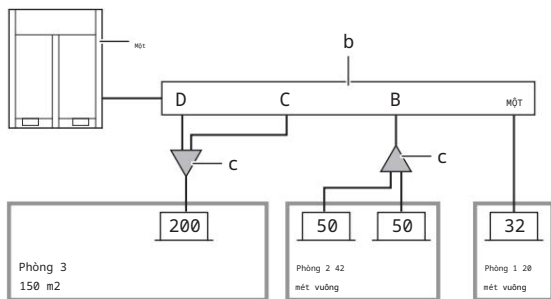 Một
b
D C B MỘT
c
c
200
50 50
32
Phòng 3
150 m2
Phòng 2 42
mét vuông
Phòng 1 20
mét vuông